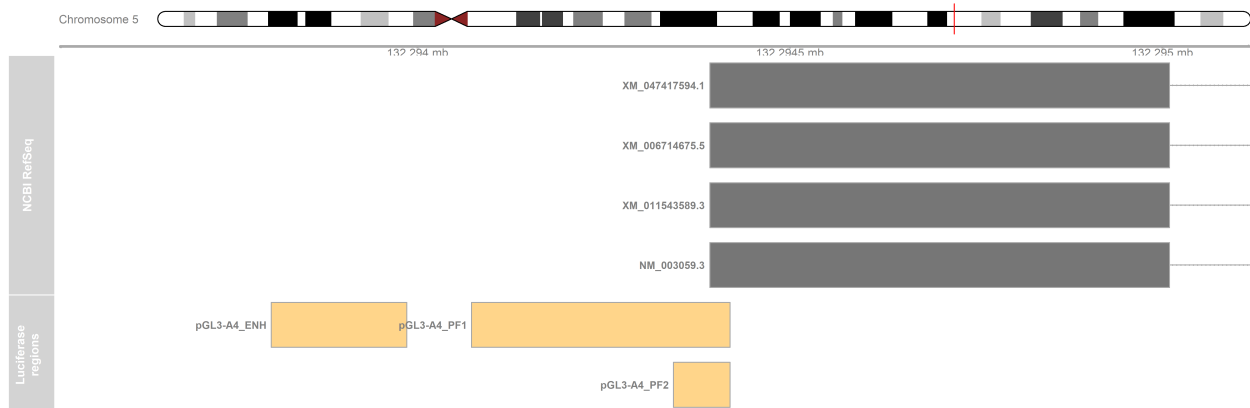 Chromosome 5
132.294 mb
132.2945 mb
132.295 mb
NCBI RefSeq
XM_047417594.1
XM_006714675.5
XM_011543589.3
NM_003059.3
Luciferase
regions
pGL3-A4_ENH
pGL3-A4_PF1
pGL3-A4_PF2